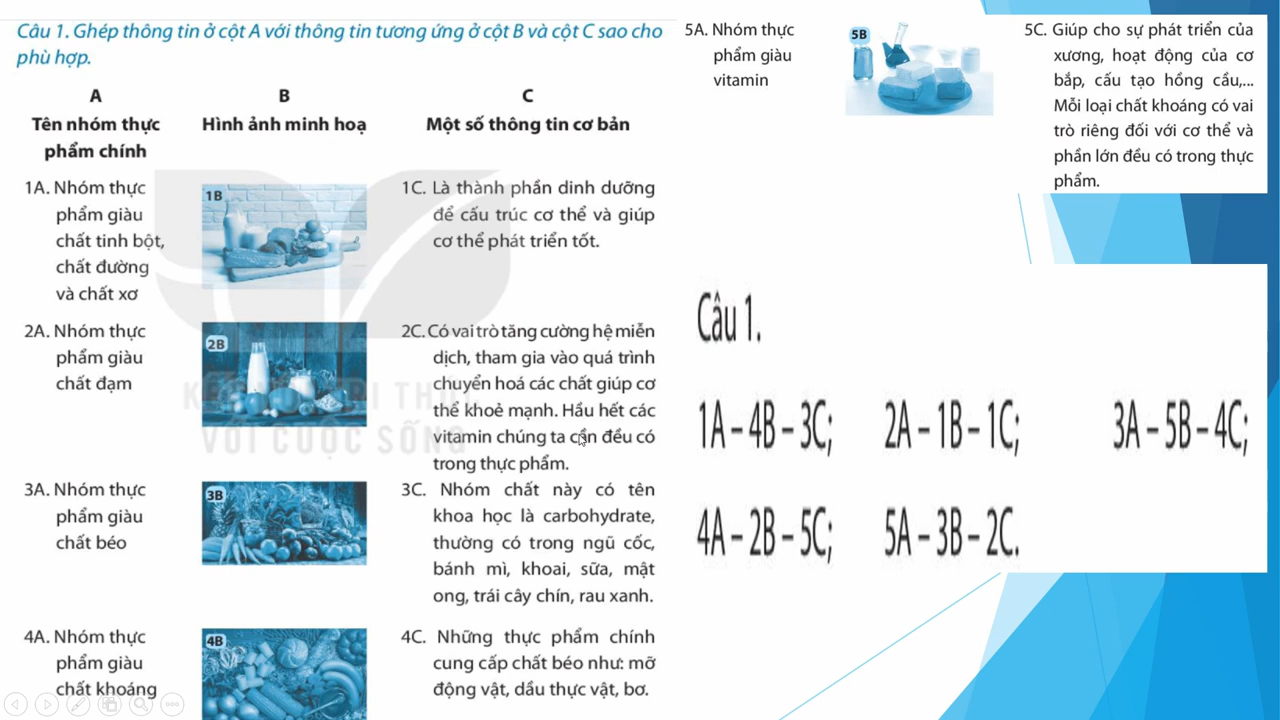 Câu 1. Ghép thông tin ở cột A với thông tin tương ứng ở cột B và cột C sao cho
phù hợp.
A
Tên nhóm thực
phẩm chính
B
Hình ảnh minh hoạ
C
Một số thông tin cơ bản
1A. Nhóm thực
phẩm giàu
chất tinh bột,
chất đường
và chất xơ
1B
1C. Là thành phần dinh dưỡng
để cấu trúc cơ thể và giúp
cơ thể phát triển tốt.
2A. Nhóm thực
phẩm giàu
chất đạm
2B
2C. Có vai trò tăng cường hệ miễn
dịch, tham gia vào quá trình
chuyển hoá các chất giúp cơ
thể khoẻ mạnh. Hầu hết các
vitamin chúng ta cần đều có
trong thực phẩm.
KẾT NỐI TRI THỨC
VỚI CUỘC SỐNG
3A. Nhóm thực
phẩm giàu
chất béo
3B
3C. Nhóm chất này có tên
khoa học là carbohydrate,
thường có trong ngũ cốc,
bánh mì, khoai, sữa, mật
ong, trái cây chín, rau xanh.
4A. Nhóm thực
phẩm giàu
chất khoáng
4B
4C. Những thực phẩm chính
cung cấp chất béo như: mỡ
động vật, dầu thực vật, bơ.
5A. Nhóm thực
phẩm giàu
vitamin
5B
5C. Giúp cho sự phát triển của
xương, hoạt động của cơ
bắp, cấu tạo hồng cầu,...
Mỗi loại chất khoáng có vai
trò riêng đối với cơ thể và
phần lớn đều có trong thực
phẩm.
Câu 1.
1A – 4B – 3C; 2A – 1B – 1C; 3A – 5B – 4C;
4A – 2B – 5C; 5A – 3B – 2C.